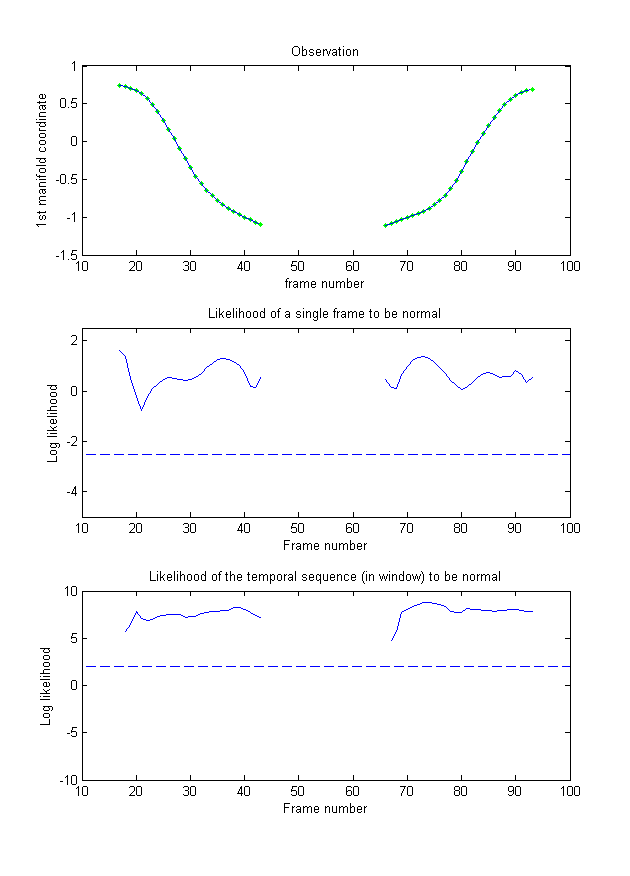 Observation
1
0.5
0
-0.5
-1
-1.5
1st manifold coordinate
10 20 30 40 50 60 70 80 90 100
frame number
Likelihood of a single frame to be normal
2
0
-2
-4
Log likelihood
10 20 30 40 50 60 70 80 90 100
Frame number
Likelihood of the temporal sequence (in window) to be normal
10
5
0
-5
-10
Log likelihood
10 20 30 40 50 60 70 80 90 100
Frame number